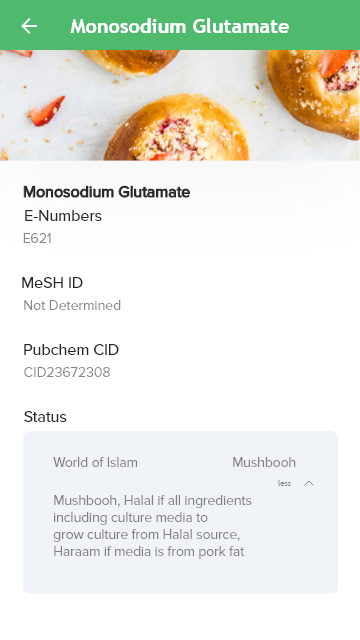 Monosodium Glutamate
Monosodium Glutamate
E-Numbers
E621
MeSH ID
Not Determined
Pubchem CID
CID23672308
Status
World of Islam Mushbooh
less
Mushbooh, Halal if all ingredients
including culture media to
grow culture from Halal source,
Haraam if media is from pork fat